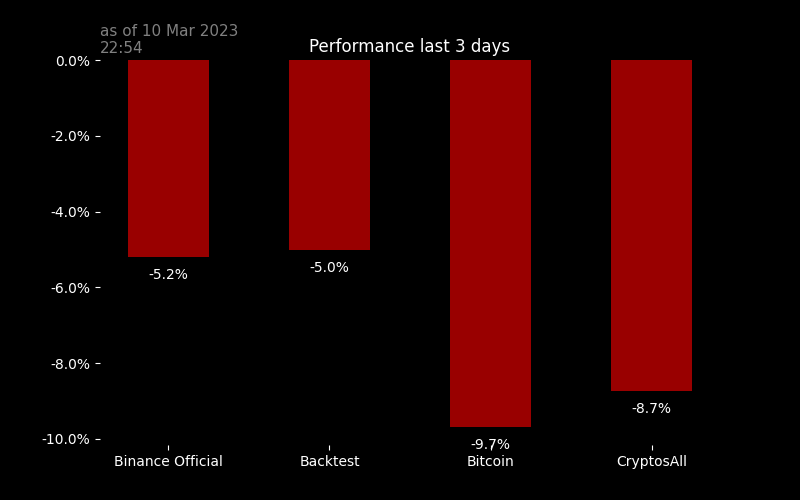 as of 10 Mar 2023
22:54
Performance last 3 days
0.0%
-2.0%
-4.0%
-6.0%
-8.0%
-10.0%
-5.2%
-5.0%
-9.7%
-8.7%
Binance Official
Backtest
Bitcoin
CryptosAll